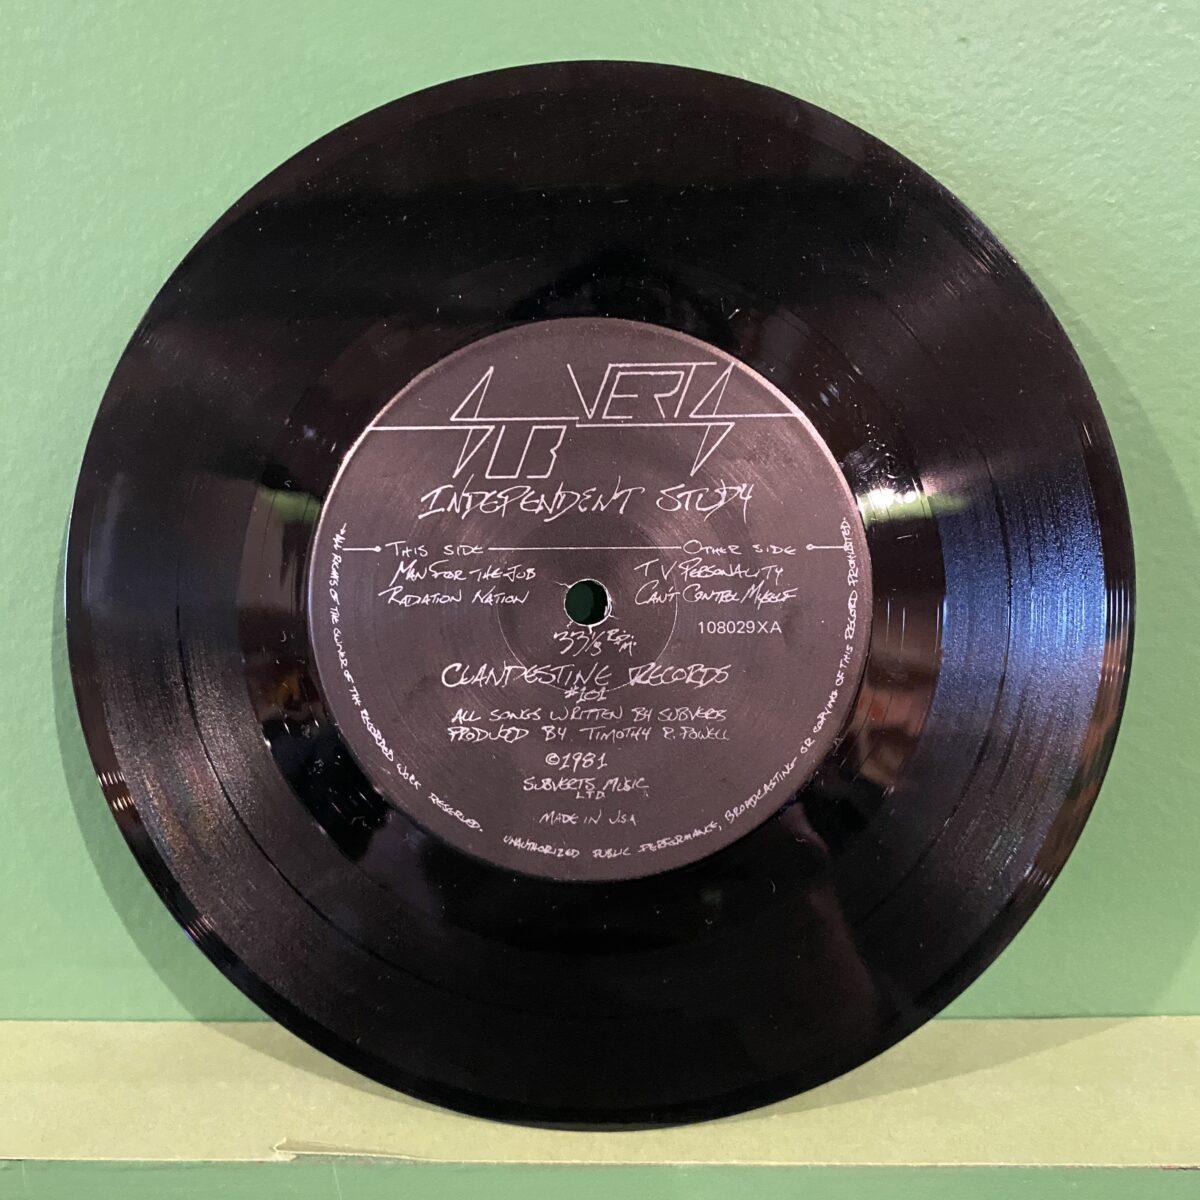 SUBVERTS
INDEPENDENT STUDY
THIS SIDE OTHER SIDE
MAN FOR THE JOB T.V. PERSONALITY
RADIATION NATION CAN'T CONTROL MYSELF
108029XA
33⅓ R.P.M.
CLANDESTINE RECORDS
#101
ALL SONGS WRITTEN BY SUBVERTS
PRODUCED BY TIMOTHY R. POWELL
©1981
SUBVERTS MUSIC
LTD.
MADE IN USA
ALL RIGHTS OF THE OWNER OF THE RECORDED WORK RESERVED. UNAUTHORIZED PUBLIC PERFORMANCE, BROADCASTING OR COPYING OF THIS RECORD PROHIBITED.